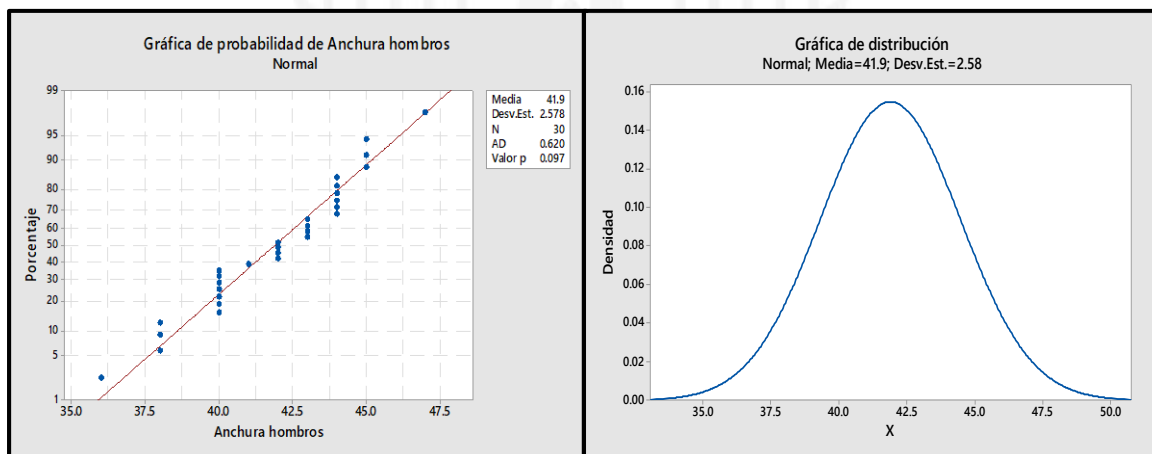 Gráfica de probabilidad de Anchura hombros
Normal
99
95
90
80
70
60
50
40
30
20
10
5
1
Porcentaje
35.0 37.5 40.0 42.5 45.0 47.5
Anchura hombros
Media 41.9
Desv.Est. 2.578
N 30
AD 0.620
Valor p 0.097
Gráfica de distribución
Normal; Media=41.9; Desv.Est.=2.58
0.16
0.14
0.12
0.10
0.08
0.06
0.04
0.02
0.00
Densidad
35.0 37.5 40.0 42.5 45.0 47.5 50.0
X